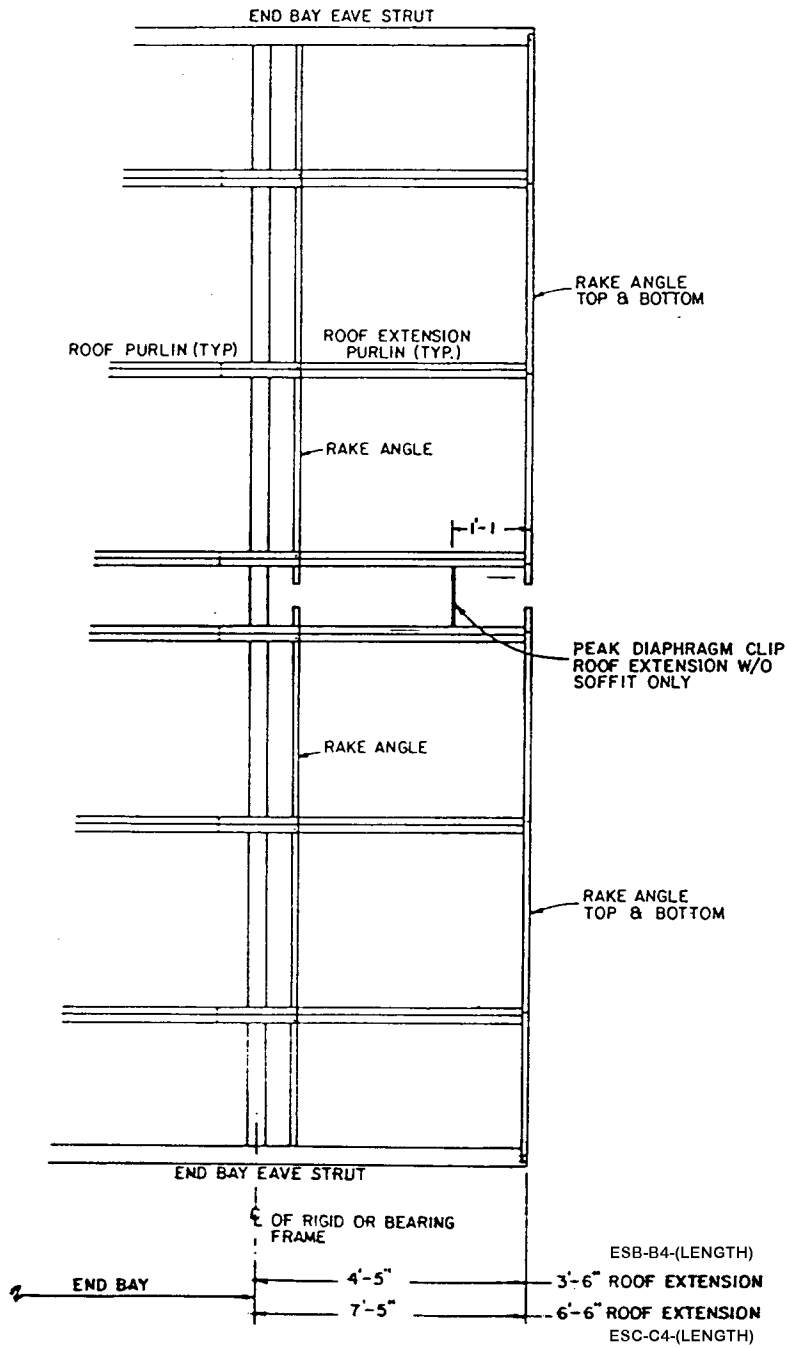 END BAY EAVE STRUT
RAKE ANGLE
TOP & BOTTOM
ROOF PURLIN (TYP)
ROOF EXTENSION
PURLIN (TYP.)
RAKE ANGLE
1'-1
PEAK DIAPHRAGM CLIP
ROOF EXTENSION W/O
SOFFIT ONLY
RAKE ANGLE
RAKE ANGLE
TOP & BOTTOM
END BAY EAVE STRUT
℄ OF RIGID OR BEARING
FRAME
ESB-B4-(LENGTH)
END BAY
4'-5"
3'-6" ROOF EXTENSION
7'-5"
6'-6" ROOF EXTENSION
ESC-C4-(LENGTH)